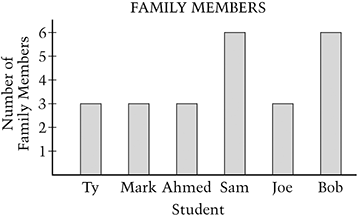 FAMILY MEMBERS
Number of
Family Members
6
5
4
3
2
1
Ty Mark Ahmed Sam Joe Bob
Student